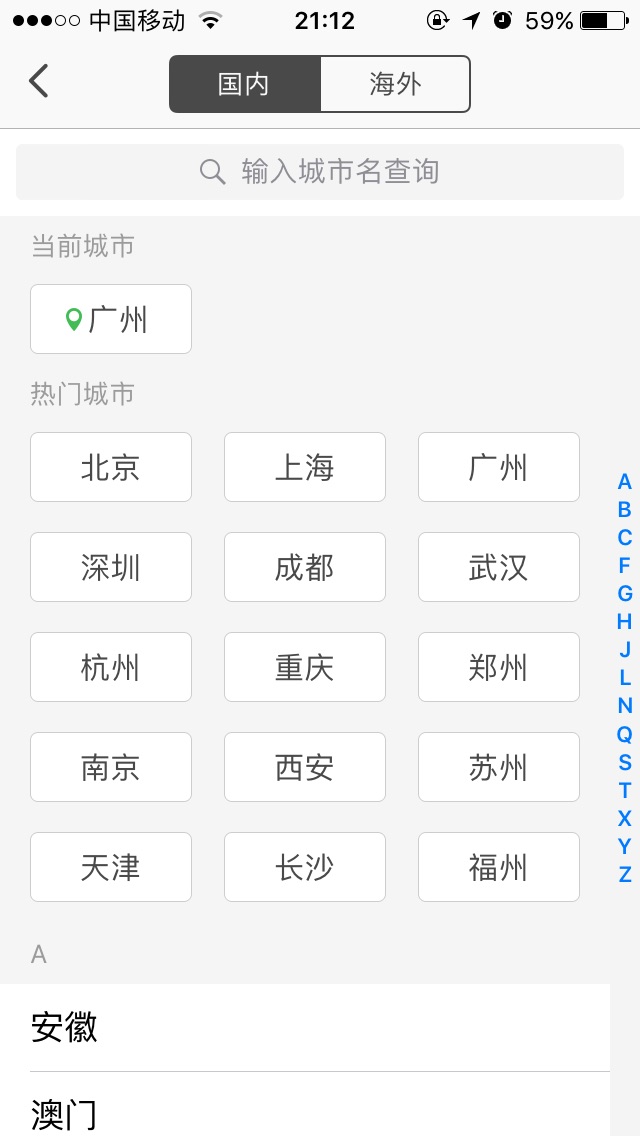 中国移动 21:12 59%
国内 海外
输入城市名查询
当前城市
广州
热门城市
北京 上海 广州
深圳 成都 武汉
杭州 重庆 郑州
南京 西安 苏州
天津 长沙 福州
A
安徽
澳门
A
B
C
F
G
H
J
L
N
Q
S
T
X
Y
Z